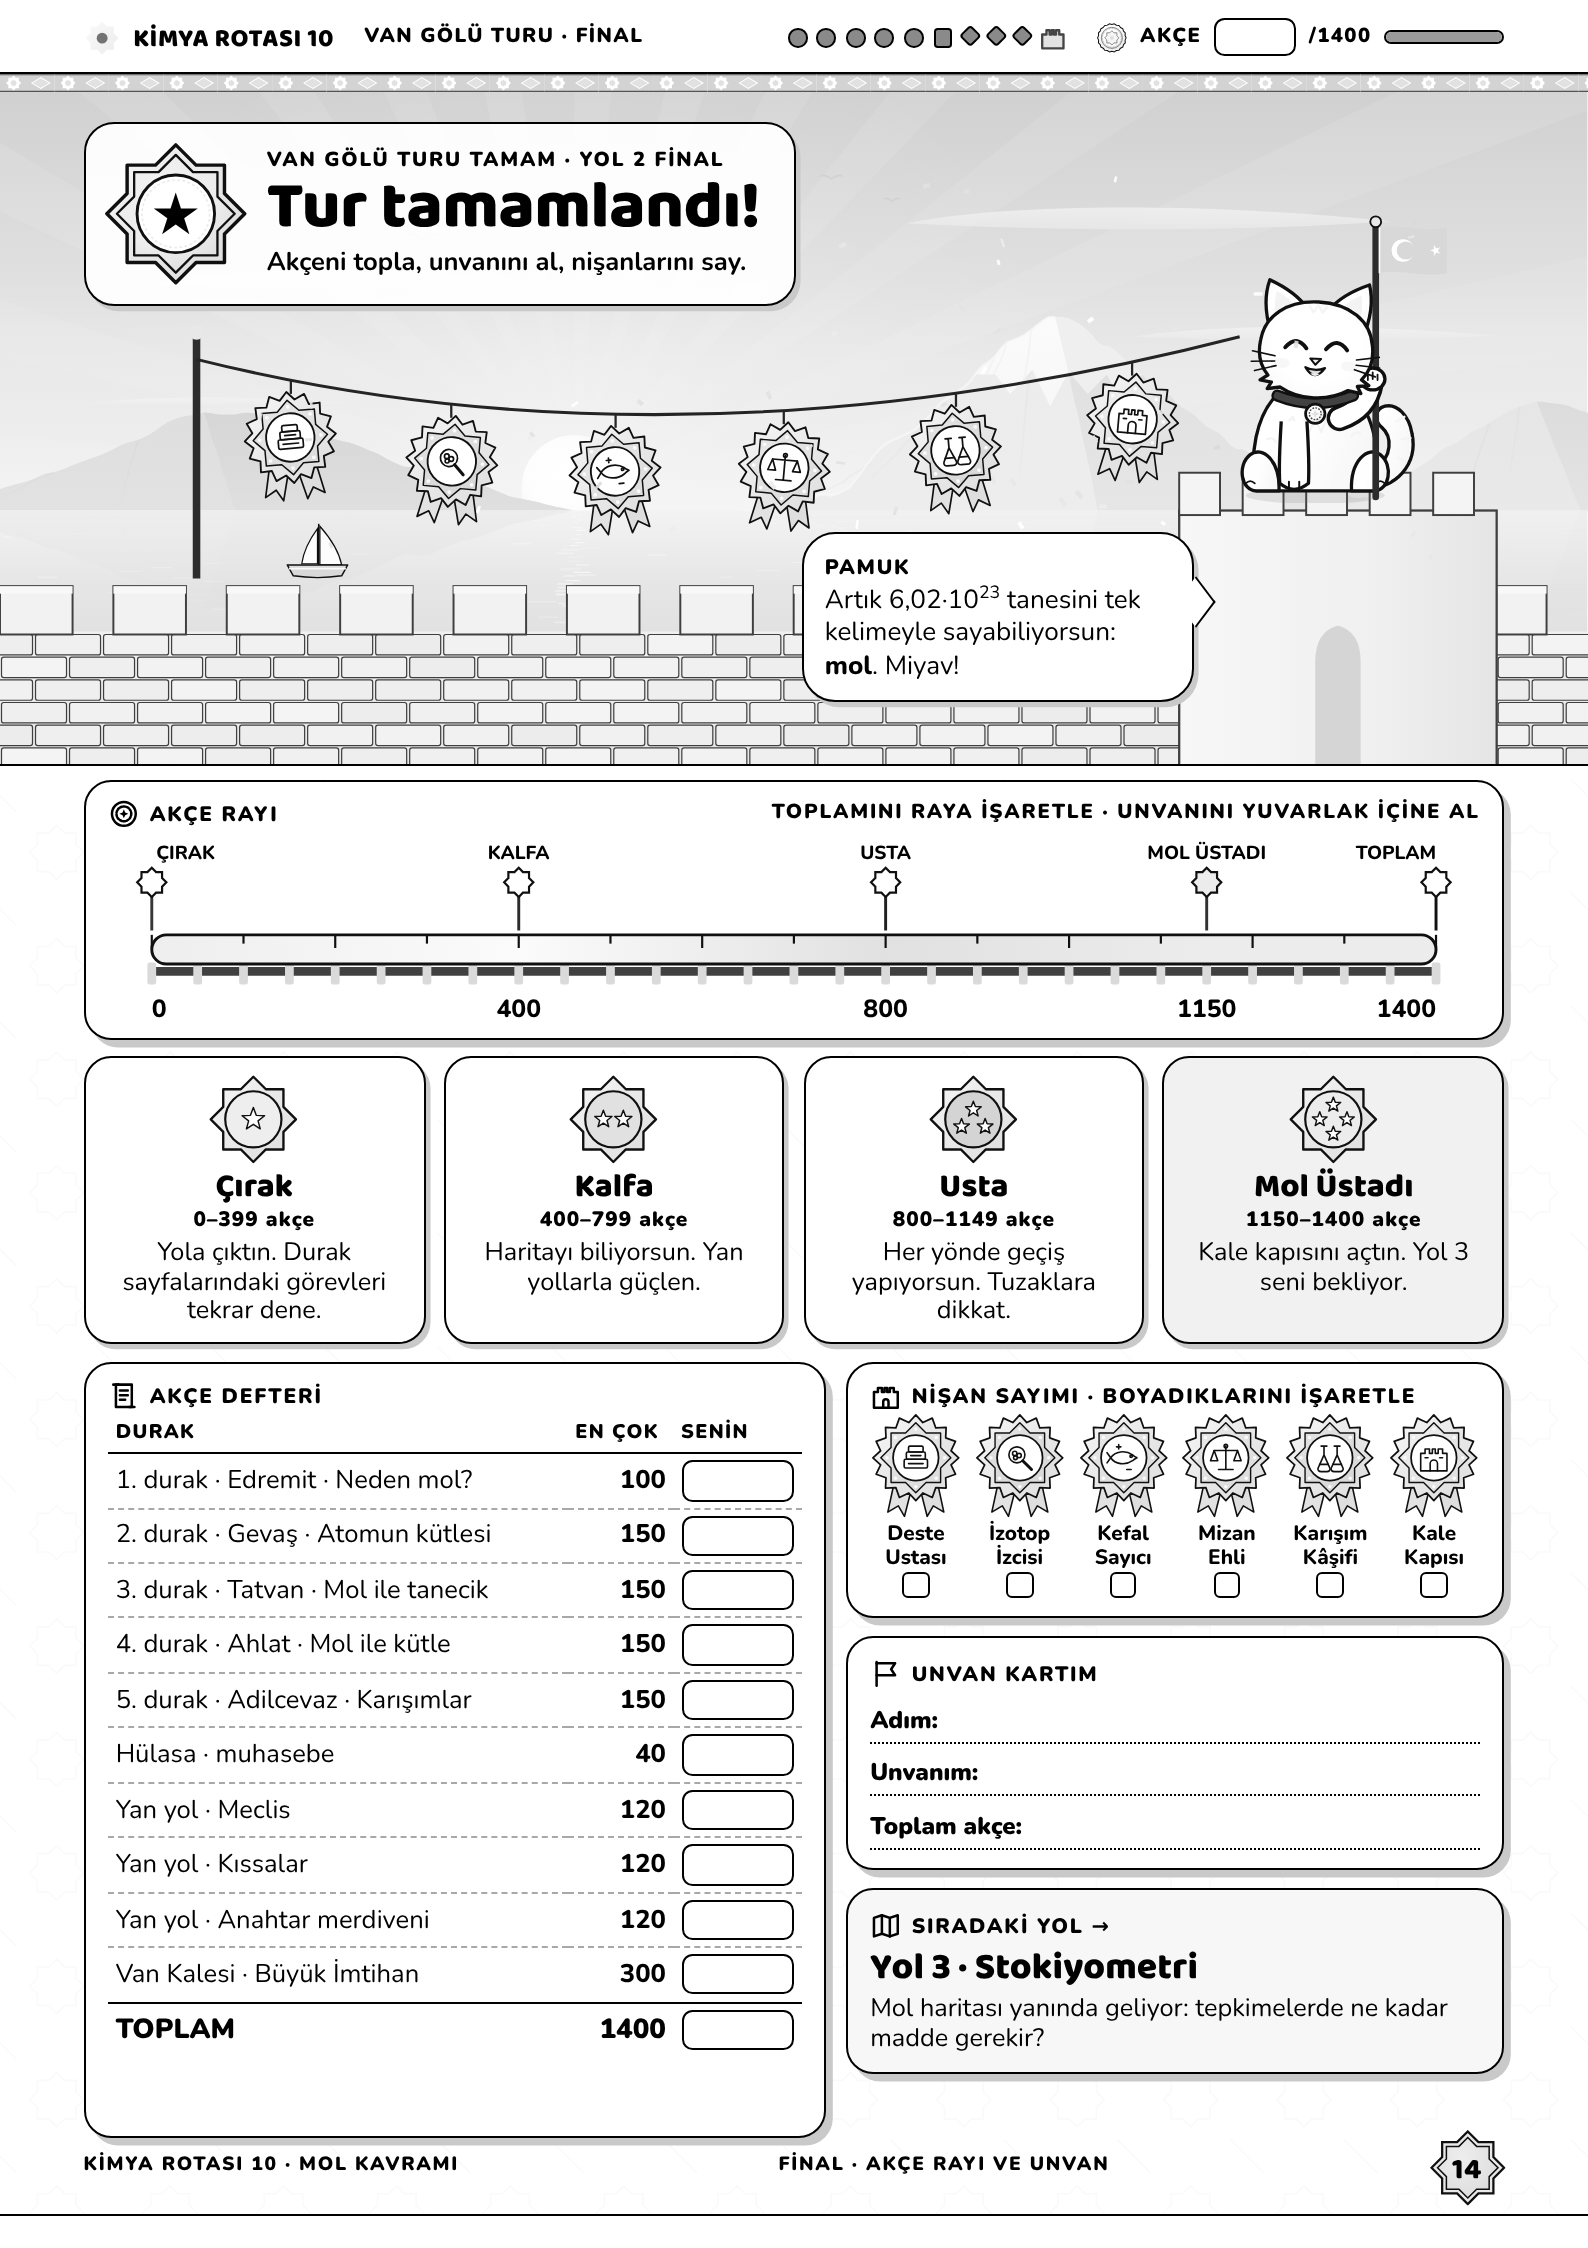 KİMYA ROTASI 10 VAN GÖLÜ TURU · FİNAL AKÇE /1400
VAN GÖLÜ TURU TAMAM · YOL 2 FİNAL
Tur tamamlandı!
Akçeni topla, unvanını al, nişanlarını say.
PAMUK
Artık 6,02·10²³ tanesini tek
kelimeyle sayabiliyorsun:
mol. Miyav!
AKÇE RAYI TOPLAMINI RAYA İŞARETLE · UNVANINI YUVARLAK İÇİNE AL
ÇIRAK KALFA USTA MOL ÜSTADI TOPLAM
0 400 800 1150 1400
Çırak
0–399 akçe
Yola çıktın. Durak
sayfalarındaki görevleri
tekrar dene.
Kalfa
400–799 akçe
Haritayı biliyorsun. Yan
yollarla güçlen.
Usta
800–1149 akçe
Her yönde geçiş
yapıyorsun. Tuzaklara
dikkat.
Mol Üstadı
1150–1400 akçe
Kale kapısını açtın. Yol 3
seni bekliyor.
AKÇE DEFTERİ
DURAK EN ÇOK SENİN
1. durak · Edremit · Neden mol? 100
2. durak · Gevaş · Atomun kütlesi 150
3. durak · Tatvan · Mol ile tanecik 150
4. durak · Ahlat · Mol ile kütle 150
5. durak · Adilcevaz · Karışımlar 150
Hülasa · muhasebe 40
Yan yol · Meclis 120
Yan yol · Kıssalar 120
Yan yol · Anahtar merdiveni 120
Van Kalesi · Büyük İmtihan 300
TOPLAM 1400
NİŞAN SAYIMI · BOYADIKLARINI İŞARETLE
Deste İzotop Kefal Mizan Karışım Kale
Ustası İzcisi Sayıcı Ehli Kâşifi Kapısı
UNVAN KARTIM
Adım:
Unvanım:
Toplam akçe:
SIRADAKİ YOL →
Yol 3 · Stokiyometri
Mol haritası yanında geliyor: tepkimelerde ne kadar
madde gerekir?
KİMYA ROTASI 10 · MOL KAVRAMI FİNAL · AKÇE RAYI VE UNVAN 14